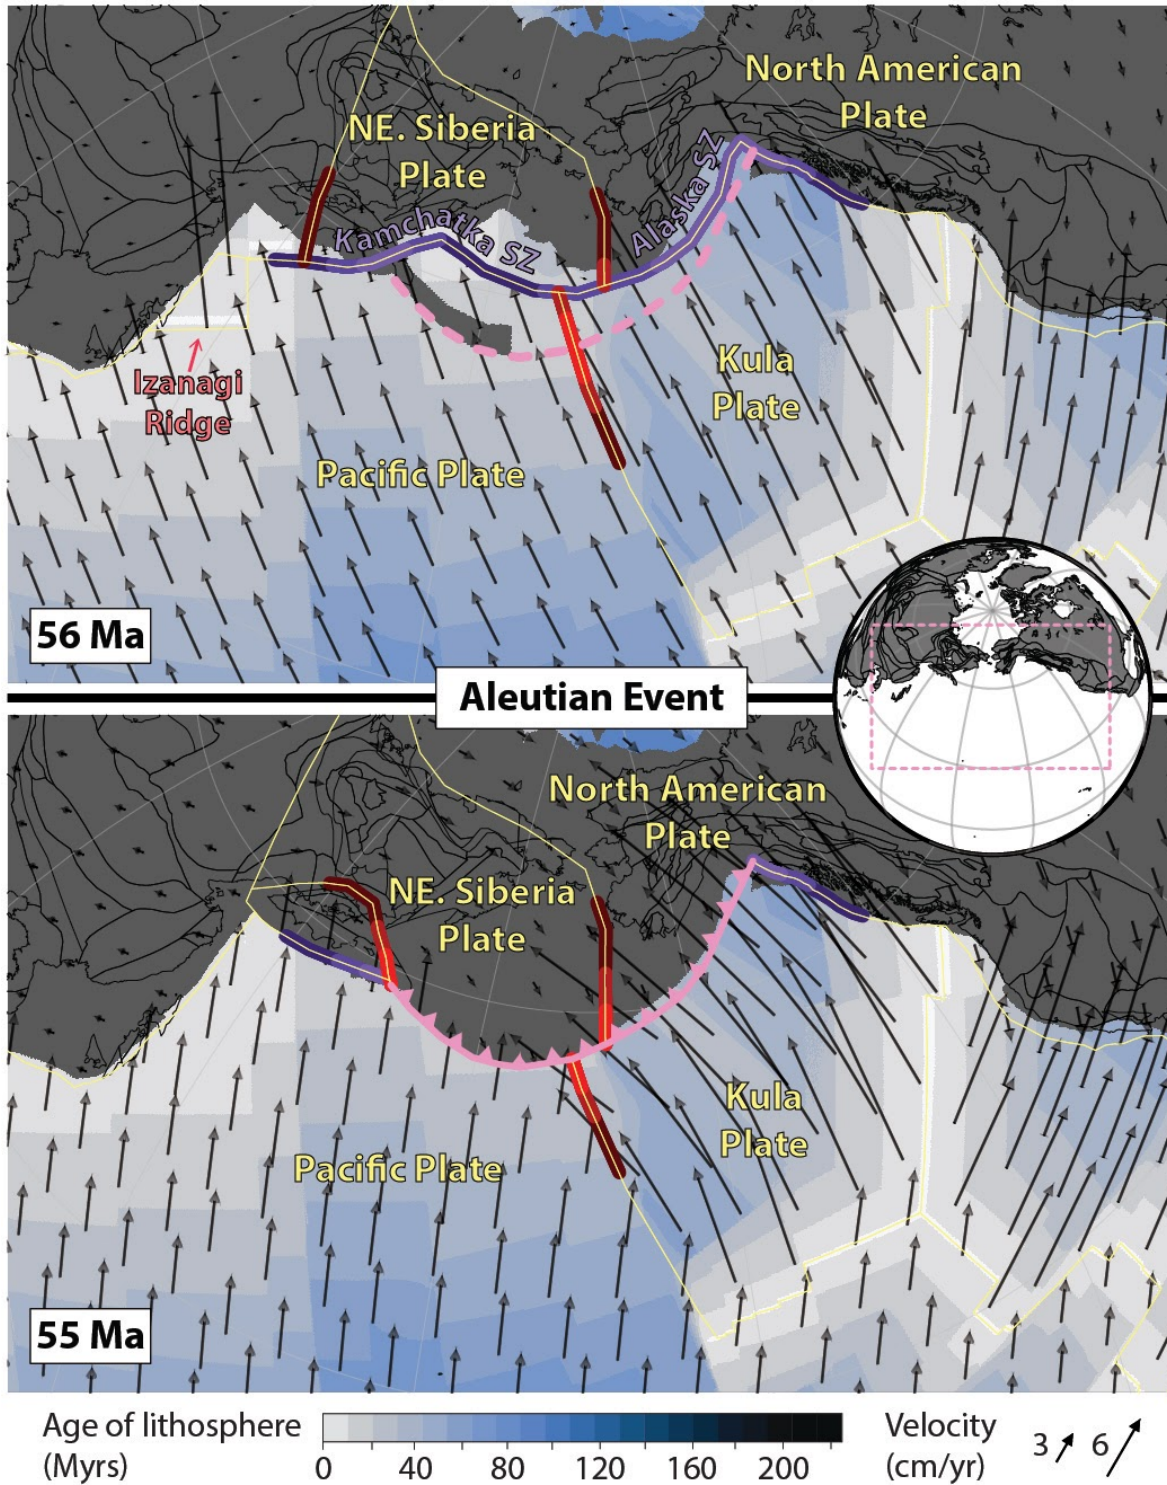 North American
Plate
NE. Siberia
Plate
Kamchatka SZ
Alaska SZ
Izanagi
Ridge
Kula
Plate
Pacific Plate
56 Ma
Aleutian Event
North American
Plate
NE. Siberia
Plate
Kula
Plate
Pacific Plate
55 Ma
Age of lithosphere
(Myrs)
0 40 80 120 160 200
Velocity
(cm/yr)
3 6